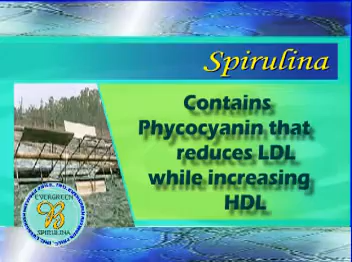 Spirulina
Contains
Phycocyanin that
reduces LDL
while increasing
HDL
EVERGREEN
SPIRULINA